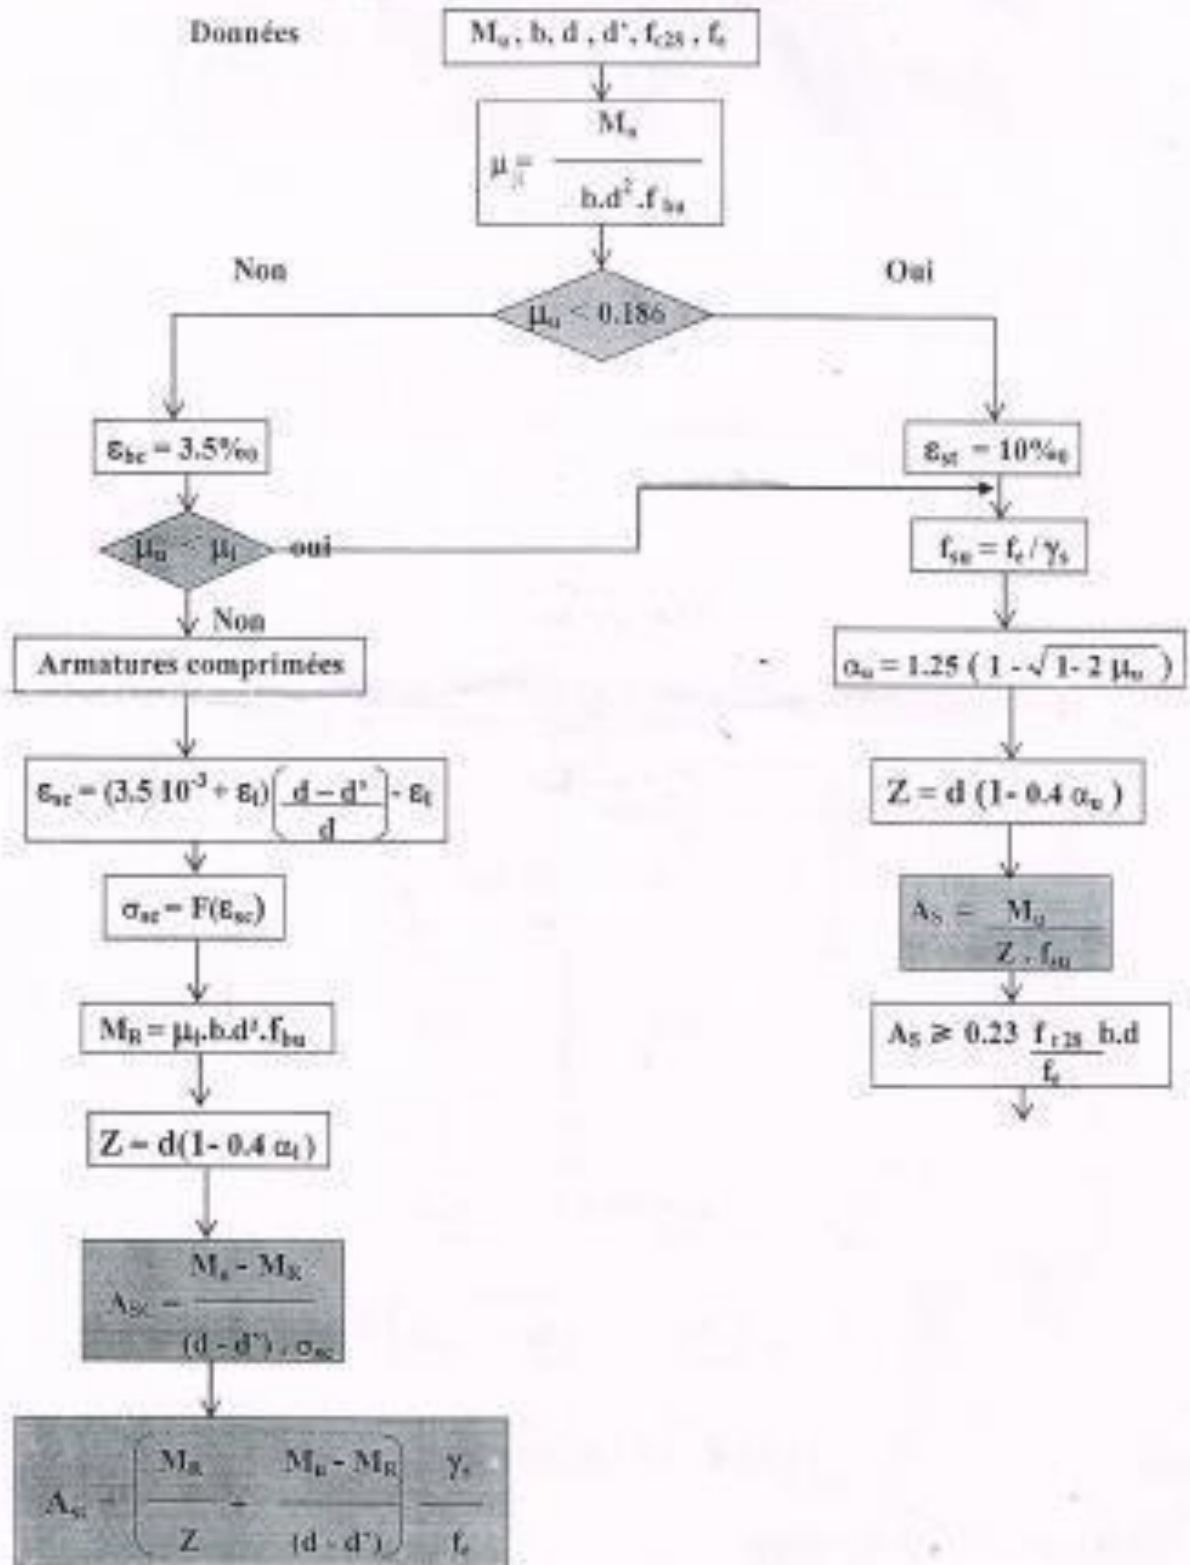 Données
Mu, b, d, d', fc28, fe
μ = Mu / b.d².fbu
Non
Oui
μu < 0.186
εbc = 3.5‰
εst = 10‰
μu < μl
oui
fsu = fe / γs
Non
Armatures comprimées
αu = 1.25 ( 1 - √ 1- 2 μu )
εsc = (3.5 10⁻³ + εl) (d – d' / d) - εl
Z = d (1- 0.4 αu )
σsc = F(εsc)
AS = Mu / Z . fsu
MR = μl.b.d².fbu
AS ≥ 0.23 ft28 b.d / fe
Z = d(1- 0.4 αl)
ASC = Mu - MR / (d - d') . σsc
Ast = (MR / Z + Mu - MR / (d - d')) γs / fe